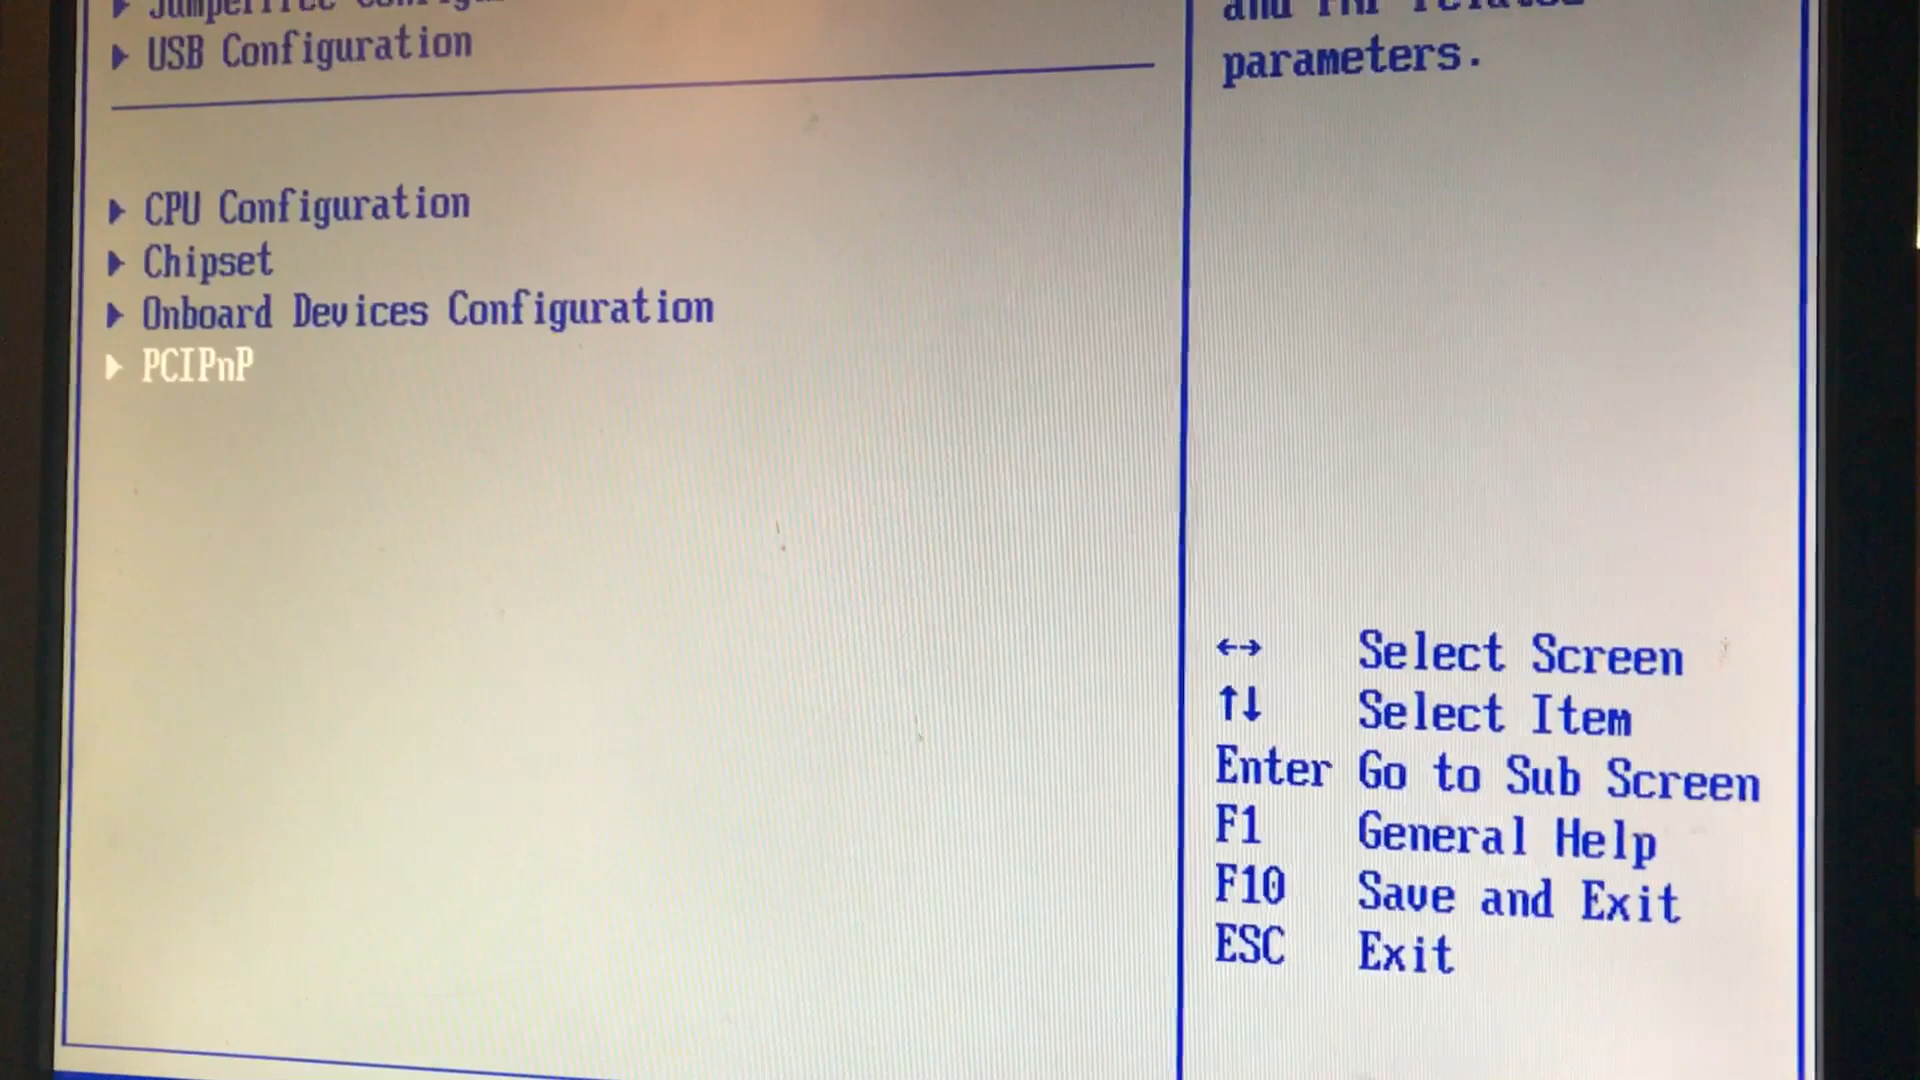 USB Configuration
CPU Configuration
Chipset
Onboard Devices Configuration
PCIPnP
parameters.
←→ Select Screen
↑↓ Select Item
Enter Go to Sub Screen
F1 General Help
F10 Save and Exit
ESC Exit